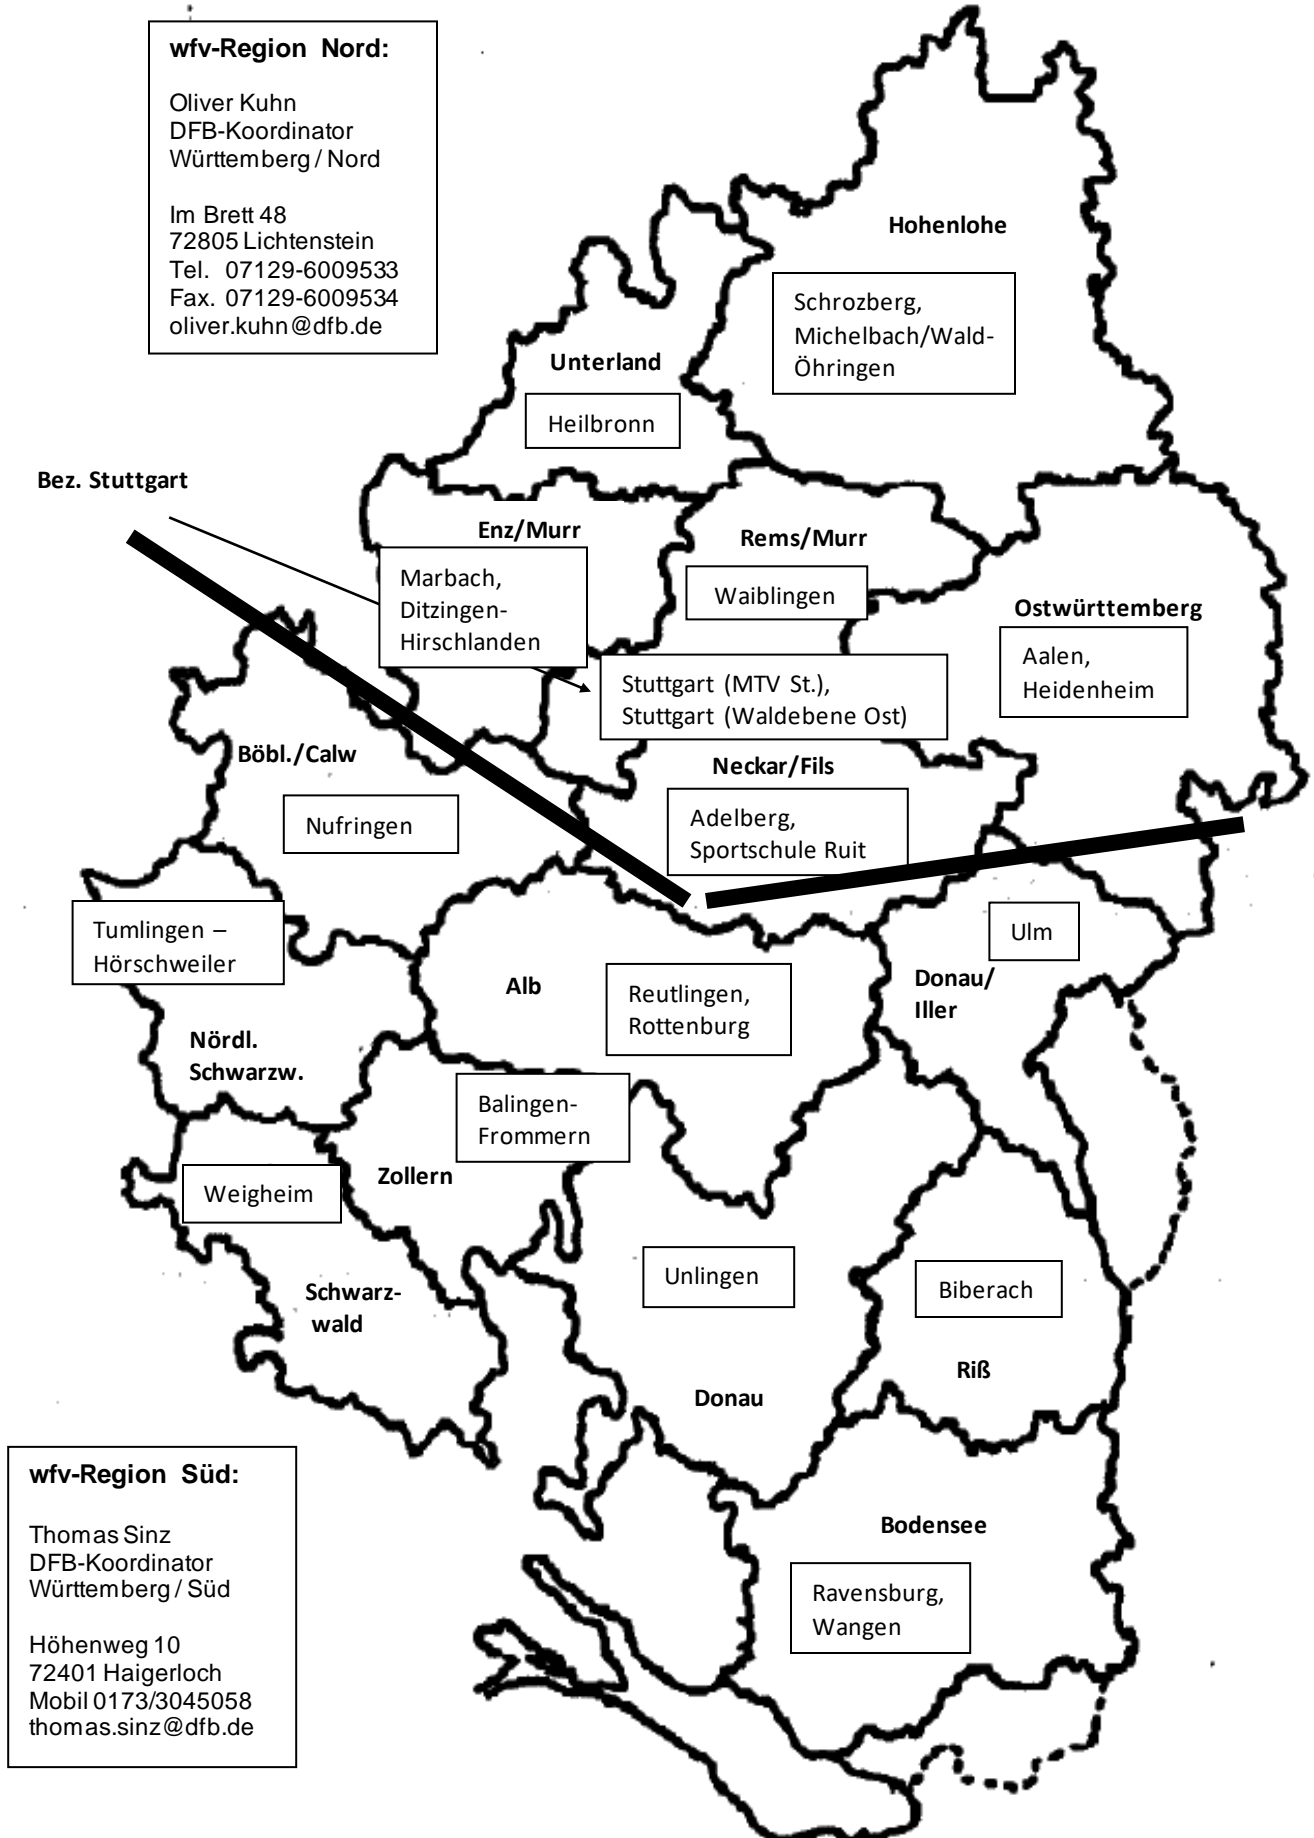 wfv-Region Nord:
Oliver Kuhn
DFB-Koordinator
Württemberg / Nord
Im Brett 48
72805 Lichtenstein
Tel. 07129-6009533
Fax. 07129-6009534
oliver.kuhn@dfb.de
Hohenlohe
Schrozberg,
Michelbach/Wald-
Öhringen
Unterland
Heilbronn
Bez. Stuttgart
Enz/Murr
Marbach,
Ditzingen-
Hirschlanden
Rems/Murr
Waiblingen
Ostwürttemberg
Aalen,
Heidenheim
Stuttgart (MTV St.),
Stuttgart (Waldebene Ost)
Böbl./Calw
Nufringen
Neckar/Fils
Adelberg,
Sportschule Ruit
Tumlingen –
Hörschweiler
Nördl.
Schwarzw.
Alb
Reutlingen,
Rottenburg
Ulm
Donau/
Iller
Balingen-
Frommern
Zollern
Weigheim
Schwarz-
wald
Unlingen
Donau
Biberach
Riß
wfv-Region Süd:
Thomas Sinz
DFB-Koordinator
Württemberg / Süd
Höhenweg 10
72401 Haigerloch
Mobil 0173/3045058
thomas.sinz@dfb.de
Bodensee
Ravensburg,
Wangen